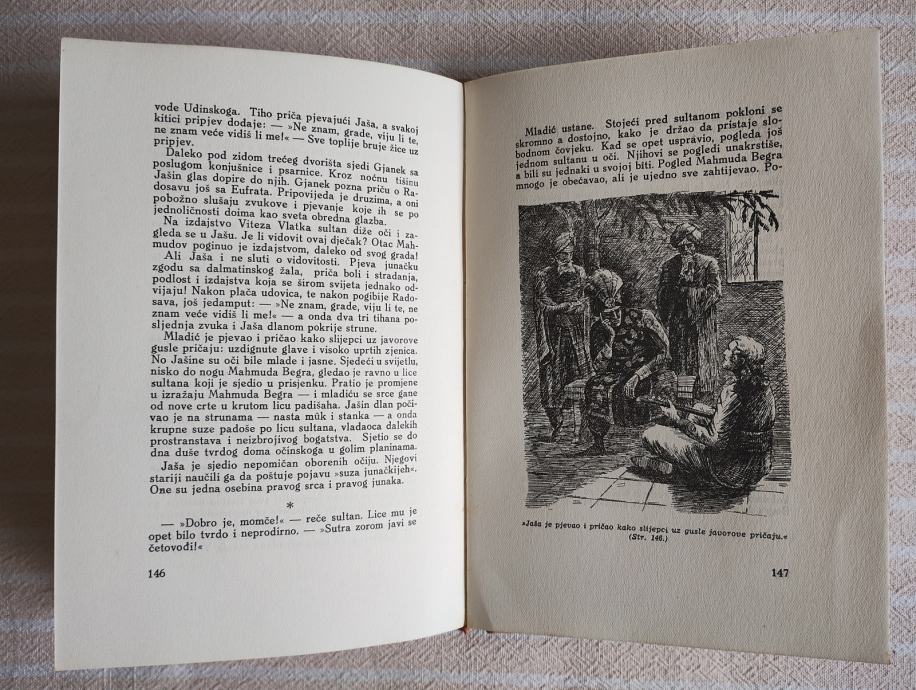 vode Udinskoga. Tiho priča pjevajući Jaša, a svakoj
kitici pripjev dodaje: — »Ne znam, grade, viju li te,
ne znam veće vidiš li me!« — Sve toplije bruje žice uz
pripjev.
Daleko pod zidom trećeg dvorišta sjedi Gjanek sa
poslugom konjušnice i psarnice. Kroz noćnu tišinu
Jašin glas dopire do njih. Gjanek pozna priču o Ra-
dosavu još sa Eufrata. Pripovijeda je druzima, a oni
pobožno slušaju zvukove i pjevanje koje ih se po
jednoličnosti doima kao sveta obredna glazba.
Na izdajstvo Viteza Vlatka sultan diže oči i za-
gleda se u Jašu. Je li vidovit ovaj dječak? Otac Mah-
mudov poginuo je izdajstvom, daleko od svog grada!
Ali Jaša i ne sluti o vidovitosti. Pjeva junačku
zgodu sa dalmatinskog žala, priča boli i stradanja,
podlost i izdajstva koja se širom svijeta jednako od-
vijaju! Nakon plača udovica, te nakon pogibije Rado-
sava, još jedamput: — »Ne znam, grade, viju li te, ne
znam veće vidiš li me!« — a onda dva tri tihana po-
sljednja zvuka i Jaša dlanom pokrije strune.
Mladić je pjevao i pričao kako slijepci uz javorove
gusle pričaju: uzdignute glave i visoko uprtih zjenica.
No Jašine su oči bile mlade i jasne. Sjedeći u svijetlu,
nisko do nogu Mahmuda Begra, gledao je ravno u lice
sultana koji je sjedio u prisjenku. Pratio je promjene
u izražaju Mahmuda Begra — i mladiću se srce gane
od nove crte u krutom licu padišaha. Jašin dlan poči-
vao je na strunama — nasta mûk i stanka — a onda
krupne suze padoše po licu sultana, vladaoca dalekih
prostranstava i neizbrojivog bogatstva. Sjetio se do
dna duše tvrdog doma očinskoga u golim planinama.
Jaša je sjedio nepomičan oborenih očiju. Njegovi
stariji naučili ga da poštuje pojavu »suza junačkijeh«.
One su jedna osebina pravog srca i pravog junaka.
*
— »Dobro je, momče!« — reče sultan. Lice mu je
opet bilo tvrdo i neprodirno. — »Sutra zorom javi se
četovođi!«
146
Mladić ustane. Stojeći pred sultanom pokloni se
skromno a dostojno, kako je držao da pristaje slo-
bodnom čovjeku. Kad se opet uspravio, pogleda još
jednom sultanu u oči. Njihovi se pogledi unakrstiše,
a bili su jednaki u svojoj biti. Pogled Mahmuda Begra
mnogo je obećavao, ali je ujedno sve zahtijevao. Po-
»Jaša je pjevao i pričao kako slijepci uz gusle javorove pričaju.«
(Str. 146.)
147